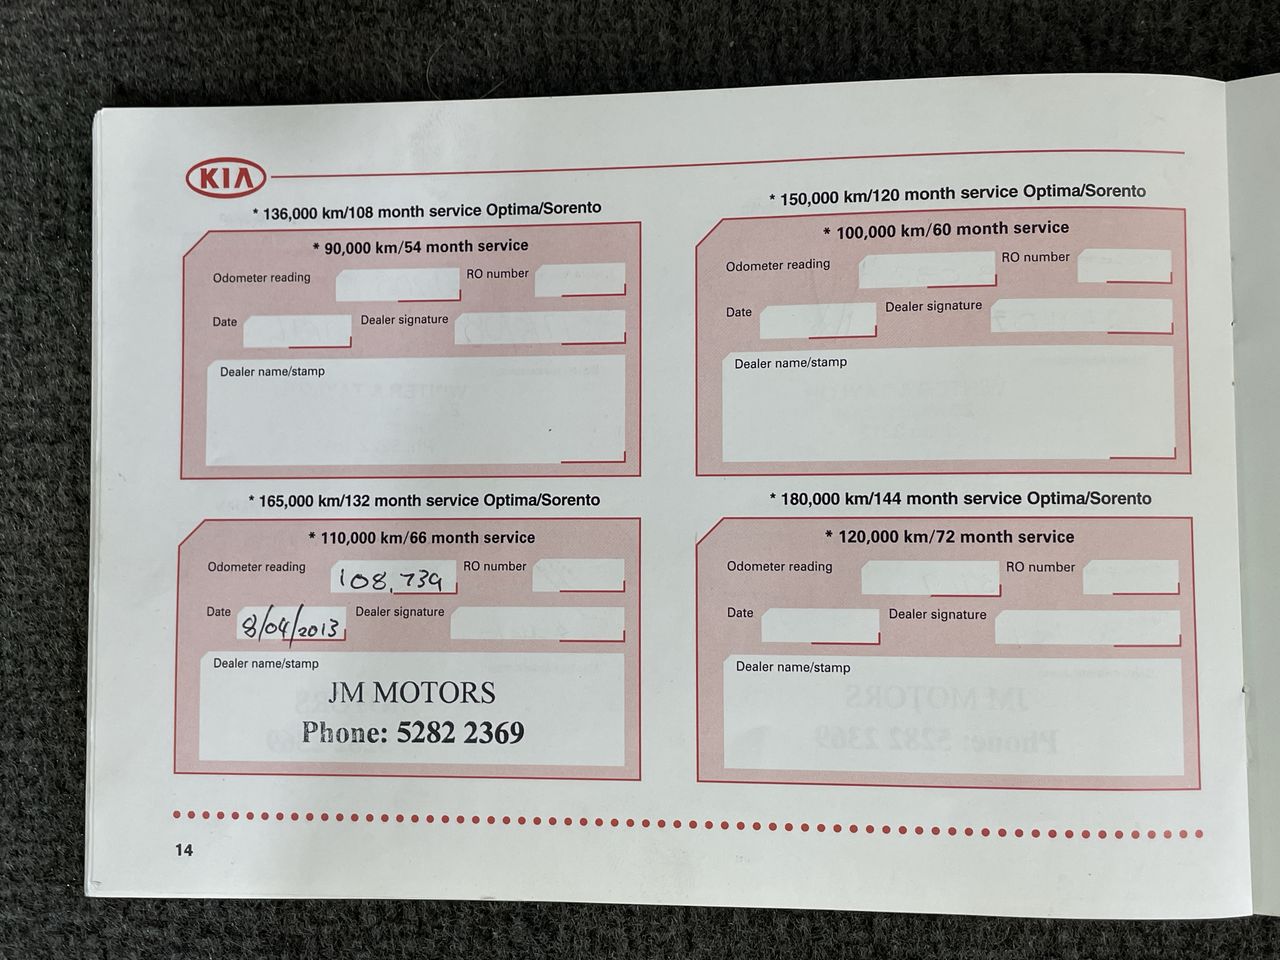 KIA
* 136,000 km/108 month service Optima/Sorento
* 90,000 km/54 month service
Odometer reading
RO number
Date
Dealer signature
Dealer name/stamp
* 150,000 km/120 month service Optima/Sorento
* 100,000 km/60 month service
Odometer reading
RO number
Date
Dealer signature
Dealer name/stamp
* 165,000 km/132 month service Optima/Sorento
* 110,000 km/66 month service
Odometer reading 108,739 RO number
Date 8/04/2013 Dealer signature
Dealer name/stamp
JM MOTORS
Phone: 5282 2369
* 180,000 km/144 month service Optima/Sorento
* 120,000 km/72 month service
Odometer reading
RO number
Date
Dealer signature
Dealer name/stamp
14